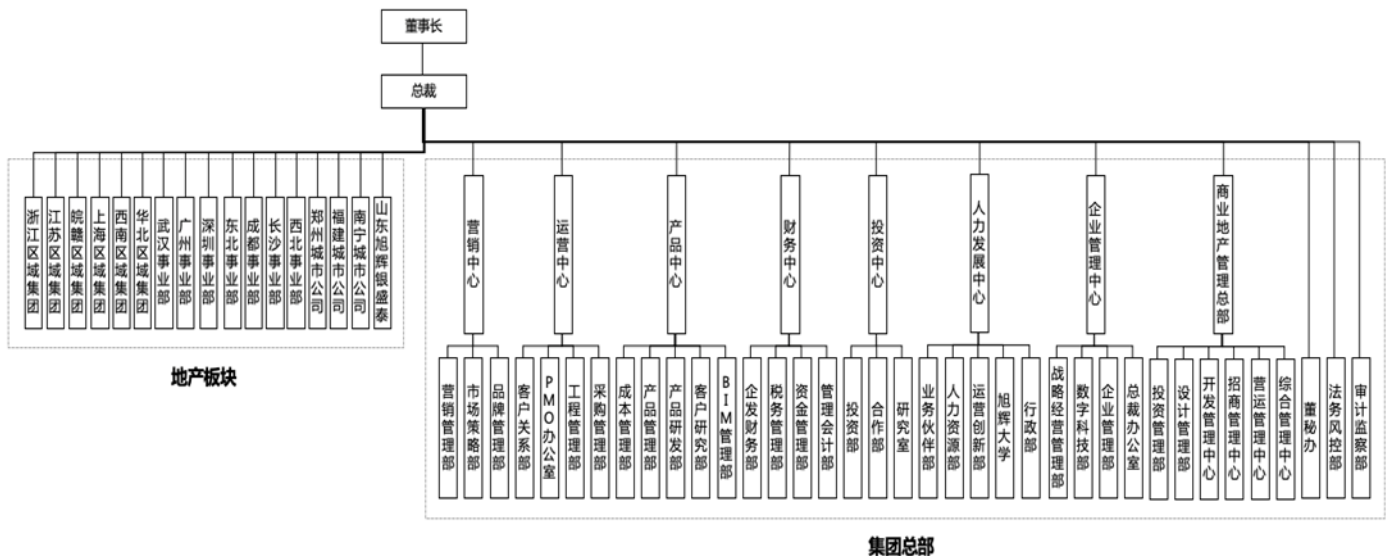 董事长
总裁
浙江区域集团
江苏区域集团
皖赣区域集团
上海区域集团
西南区域集团
华北区域集团
武汉事业部
广州事业部
深圳事业部
东北事业部
成都事业部
长沙事业部
西北事业部
郑州城市公司
福建城市公司
南宁城市公司
山东旭辉银盛泰
地产板块
营销中心
运营中心
产品中心
财务中心
投资中心
人力发展中心
企业管理中心
商业地产管理总部
营销管理部
市场策略部
品牌管理部
客户关系部
PMO办公室
工程管理部
采购管理部
成本管理部
产品管理部
产品研发部
客户研究部
BIM管理部
企发财务部
税务管理部
资金管理部
管理会计部
投资部
合作部
研究室
业务伙伴部
人力资源部
运营创新部
旭辉大学
行政部
战略经营管理部
数字科技部
企业管理部
总裁办公室
投资管理部
设计管理部
开发管理中心
招商管理中心
营运管理中心
综合管理中心
董秘办
法务风控部
审计监察部
集团总部